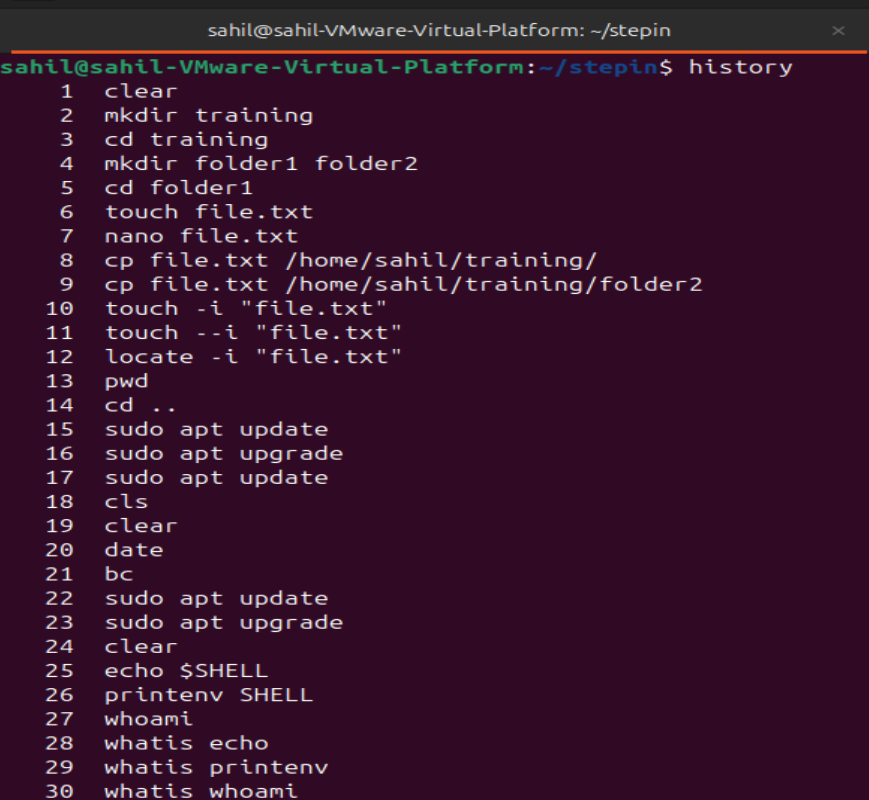 sahil@sahil-VMware-Virtual-Platform: ~/stepin ×
sahil@sahil-VMware-Virtual-Platform:~/stepin$ history
1 clear
2 mkdir training
3 cd training
4 mkdir folder1 folder2
5 cd folder1
6 touch file.txt
7 nano file.txt
8 cp file.txt /home/sahil/training/
9 cp file.txt /home/sahil/training/folder2
10 touch -i "file.txt"
11 touch --i "file.txt"
12 locate -i "file.txt"
13 pwd
14 cd ..
15 sudo apt update
16 sudo apt upgrade
17 sudo apt update
18 cls
19 clear
20 date
21 bc
22 sudo apt update
23 sudo apt upgrade
24 clear
25 echo $SHELL
26 printenv SHELL
27 whoami
28 whatis echo
29 whatis printenv
30 whatis whoami